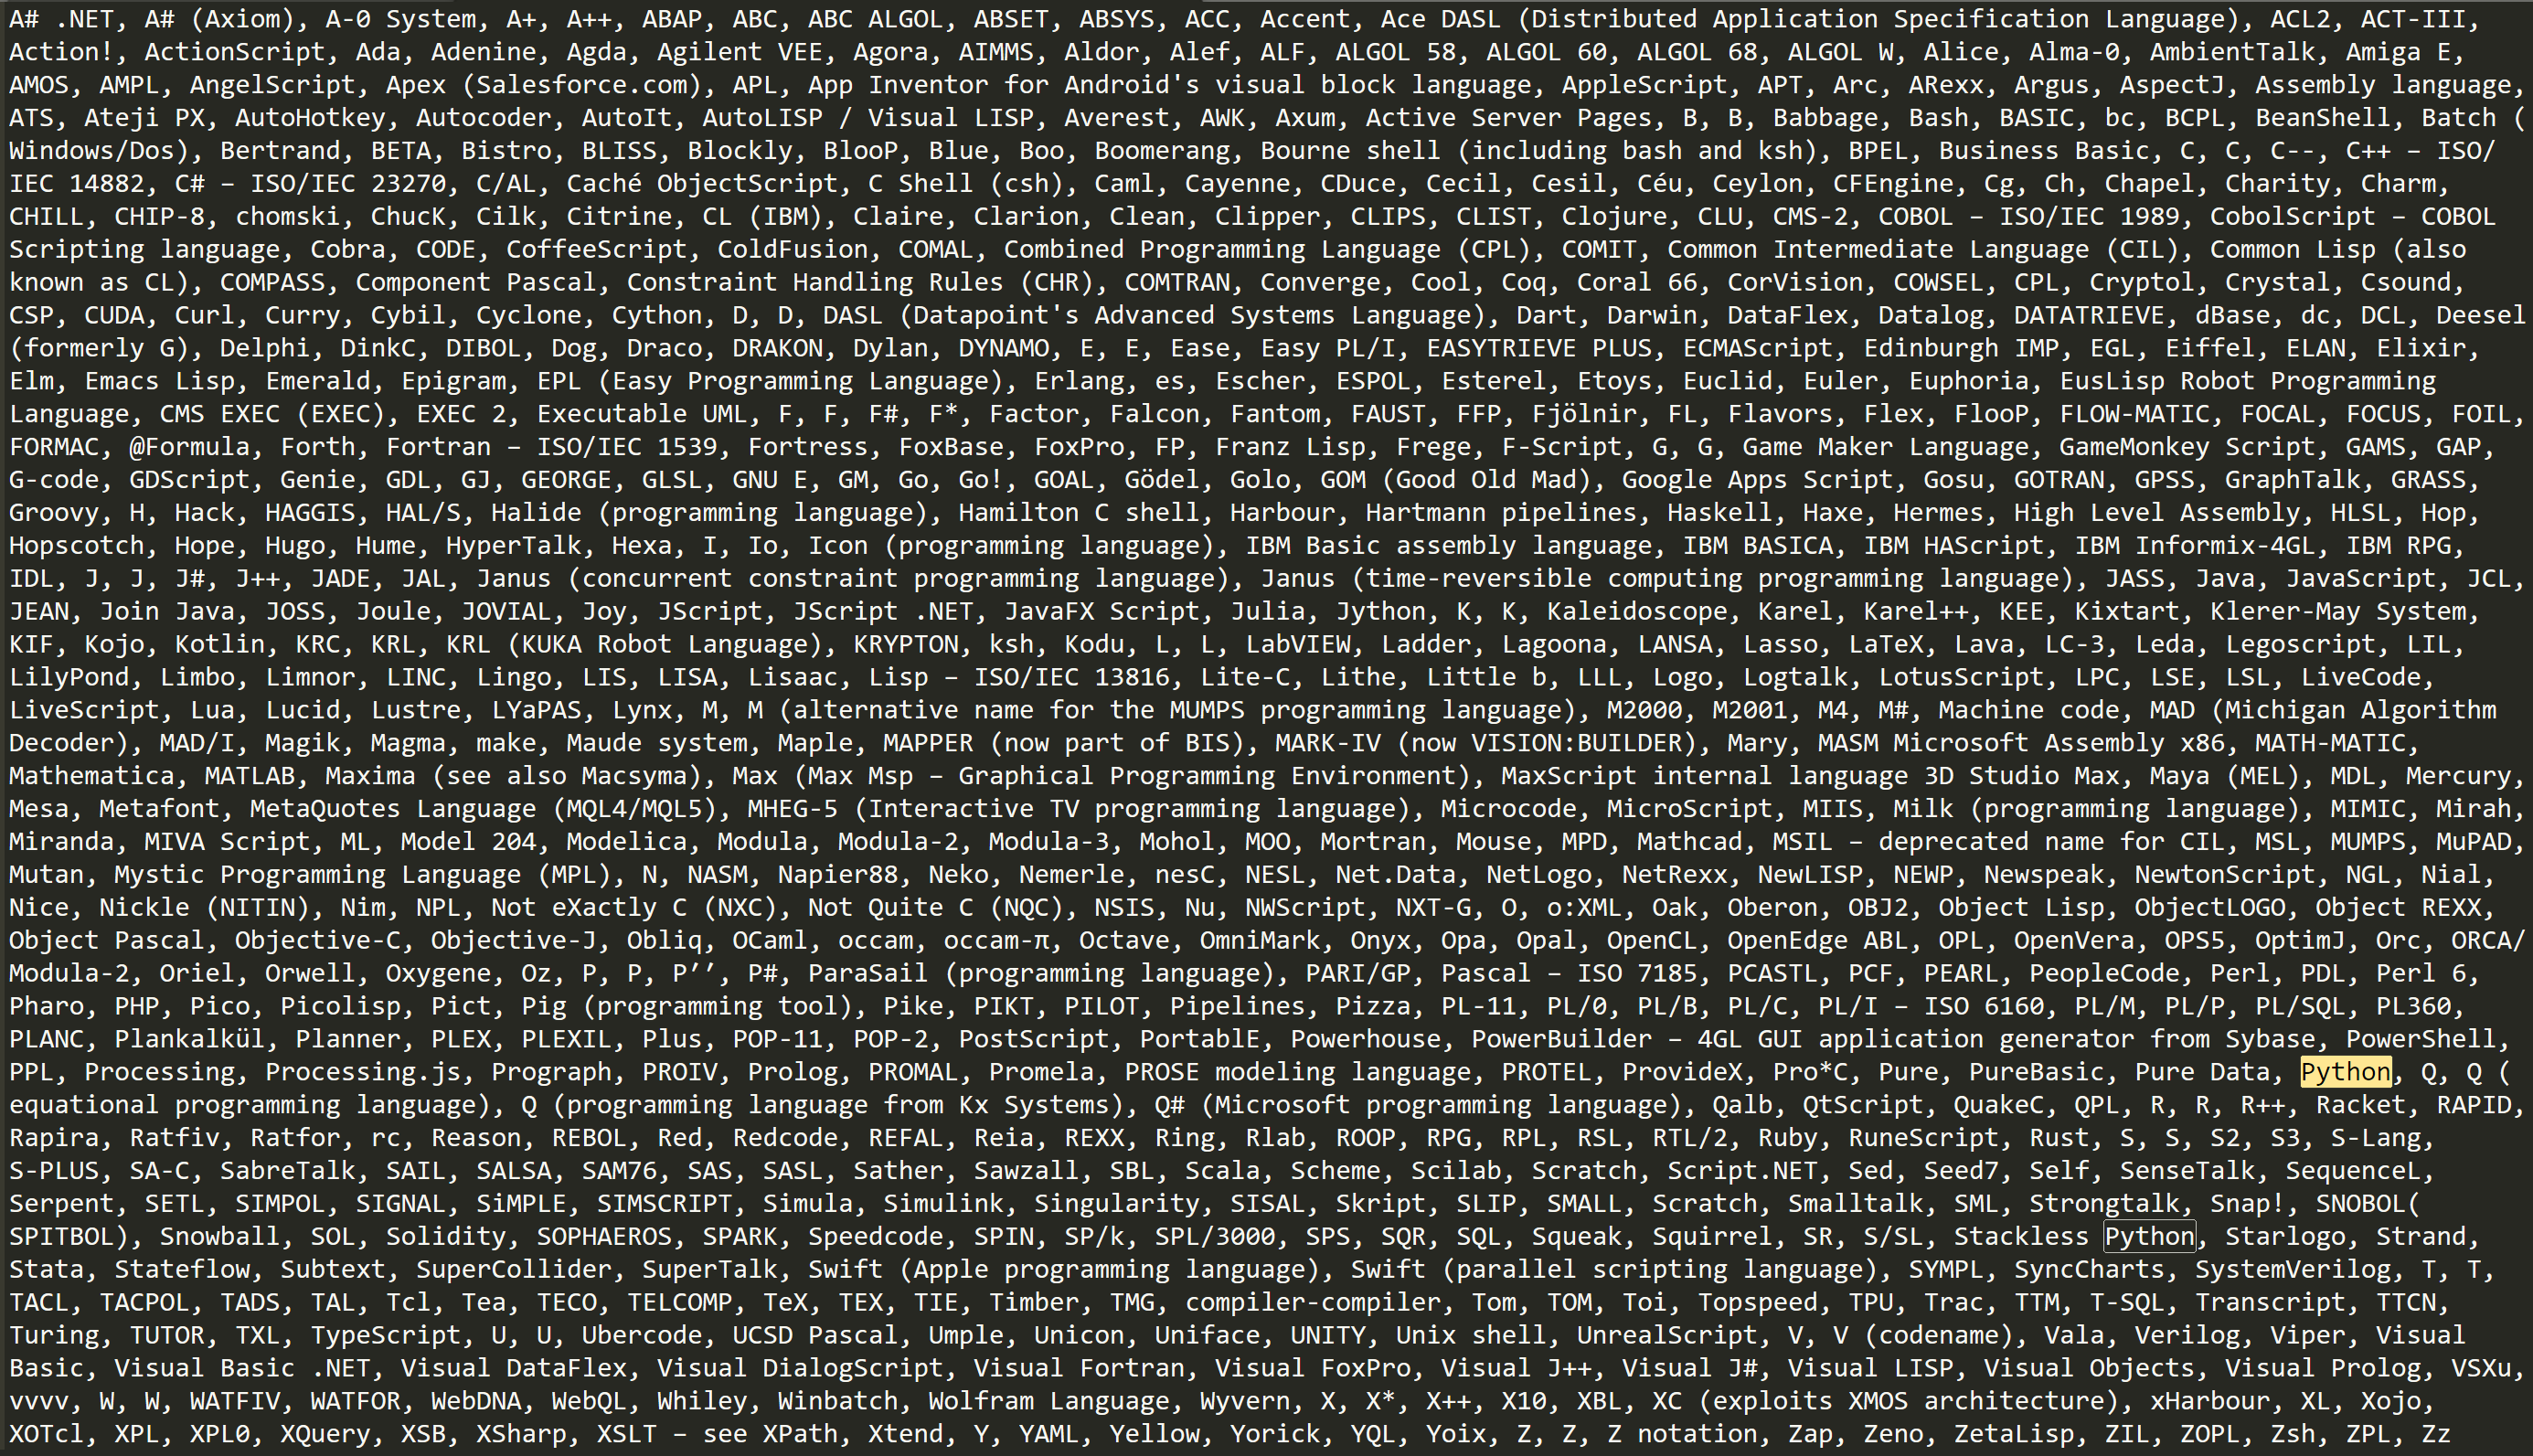 A# .NET, A# (Axiom), A-0 System, A+, A++, ABAP, ABC, ABC ALGOL, ABSET, ABSYS, ACC, Accent, Ace DASL (Distributed Application Specification Language), ACL2, ACT-III,
Action!, ActionScript, Ada, Adenine, Agda, Agilent VEE, Agora, AIMMS, Aldor, Alef, ALF, ALGOL 58, ALGOL 60, ALGOL 68, ALGOL W, Alice, Alma-0, AmbientTalk, Amiga E,
AMOS, AMPL, AngelScript, Apex (Salesforce.com), APL, App Inventor for Android's visual block language, AppleScript, APT, Arc, ARexx, Argus, AspectJ, Assembly language,
ATS, Ateji PX, AutoHotkey, Autocoder, AutoIt, AutoLISP / Visual LISP, Averest, AWK, Axum, Active Server Pages, B, B, Babbage, Bash, BASIC, bc, BCPL, BeanShell, Batch (
Windows/Dos), Bertrand, BETA, Bistro, BLISS, Blockly, BlooP, Blue, Boo, Boomerang, Bourne shell (including bash and ksh), BPEL, Business Basic, C, C, C--, C++ – ISO/
IEC 14882, C# – ISO/IEC 23270, C/AL, Caché ObjectScript, C Shell (csh), Caml, Cayenne, CDuce, Cecil, Cesil, Céu, Ceylon, CFEngine, Cg, Ch, Chapel, Charity, Charm,
CHILL, CHIP-8, chomski, ChucK, Cilk, Citrine, CL (IBM), Claire, Clarion, Clean, Clipper, CLIPS, CLIST, Clojure, CLU, CMS-2, COBOL – ISO/IEC 1989, CobolScript – COBOL
Scripting language, Cobra, CODE, CoffeeScript, ColdFusion, COMAL, Combined Programming Language (CPL), COMIT, Common Intermediate Language (CIL), Common Lisp (also
known as CL), COMPASS, Component Pascal, Constraint Handling Rules (CHR), COMTRAN, Converge, Cool, Coq, Coral 66, CorVision, COWSEL, CPL, Cryptol, Crystal, Csound,
CSP, CUDA, Curl, Curry, Cybil, Cyclone, Cython, D, D, DASL (Datapoint's Advanced Systems Language), Dart, Darwin, DataFlex, Datalog, DATATRIEVE, dBase, dc, DCL, Deesel
(formerly G), Delphi, DinkC, DIBOL, Dog, Draco, DRAKON, Dylan, DYNAMO, E, E, Ease, Easy PL/I, EASYTRIEVE PLUS, ECMAScript, Edinburgh IMP, EGL, Eiffel, ELAN, Elixir,
Elm, Emacs Lisp, Emerald, Epigram, EPL (Easy Programming Language), Erlang, es, Escher, ESPOL, Esterel, Etoys, Euclid, Euler, Euphoria, EusLisp Robot Programming
Language, CMS EXEC (EXEC), EXEC 2, Executable UML, F, F, F#, F*, Factor, Falcon, Fantom, FAUST, FFP, Fjölnir, FL, Flavors, Flex, FlooP, FLOW-MATIC, FOCAL, FOCUS, FOIL,
FORMAC, @Formula, Forth, Fortran – ISO/IEC 1539, Fortress, FoxBase, FoxPro, FP, Franz Lisp, Frege, F-Script, G, G, Game Maker Language, GameMonkey Script, GAMS, GAP,
G-code, GDScript, Genie, GDL, GJ, GEORGE, GLSL, GNU E, GM, Go, Go!, GOAL, Gödel, Golo, GOM (Good Old Mad), Google Apps Script, Gosu, GOTRAN, GPSS, GraphTalk, GRASS,
Groovy, H, Hack, HAGGIS, HAL/S, Halide (programming language), Hamilton C shell, Harbour, Hartmann pipelines, Haskell, Haxe, Hermes, High Level Assembly, HLSL, Hop,
Hopscotch, Hope, Hugo, Hume, HyperTalk, Hexa, I, Io, Icon (programming language), IBM Basic assembly language, IBM BASICA, IBM HAScript, IBM Informix-4GL, IBM RPG,
IDL, J, J, J#, J++, JADE, JAL, Janus (concurrent constraint programming language), Janus (time-reversible computing programming language), JASS, Java, JavaScript, JCL,
JEAN, Join Java, JOSS, Joule, JOVIAL, Joy, JScript, JScript .NET, JavaFX Script, Julia, Jython, K, K, Kaleidoscope, Karel, Karel++, KEE, Kixtart, Klerer-May System,
KIF, Kojo, Kotlin, KRC, KRL, KRL (KUKA Robot Language), KRYPTON, ksh, Kodu, L, L, LabVIEW, Ladder, Lagoona, LANSA, Lasso, LaTeX, Lava, LC-3, Leda, Legoscript, LIL,
LilyPond, Limbo, Limnor, LINC, Lingo, LIS, LISA, Lisaac, Lisp – ISO/IEC 13816, Lite-C, Lithe, Little b, LLL, Logo, Logtalk, LotusScript, LPC, LSE, LSL, LiveCode,
LiveScript, Lua, Lucid, Lustre, LYaPAS, Lynx, M, M (alternative name for the MUMPS programming language), M2000, M2001, M4, M#, Machine code, MAD (Michigan Algorithm
Decoder), MAD/I, Magik, Magma, make, Maude system, Maple, MAPPER (now part of BIS), MARK-IV (now VISION:BUILDER), Mary, MASM Microsoft Assembly x86, MATH-MATIC,
Mathematica, MATLAB, Maxima (see also Macsyma), Max (Max Msp – Graphical Programming Environment), MaxScript internal language 3D Studio Max, Maya (MEL), MDL, Mercury,
Mesa, Metafont, MetaQuotes Language (MQL4/MQL5), MHEG-5 (Interactive TV programming language), Microcode, MicroScript, MIIS, Milk (programming language), MIMIC, Mirah,
Miranda, MIVA Script, ML, Model 204, Modelica, Modula, Modula-2, Modula-3, Mohol, MOO, Mortran, Mouse, MPD, Mathcad, MSIL – deprecated name for CIL, MSL, MUMPS, MuPAD,
Mutan, Mystic Programming Language (MPL), N, NASM, Napier88, Neko, Nemerle, nesC, NESL, Net.Data, NetLogo, NetRexx, NewLISP, NEWP, Newspeak, NewtonScript, NGL, Nial,
Nice, Nickle (NITIN), Nim, NPL, Not eXactly C (NXC), Not Quite C (NQC), NSIS, Nu, NWScript, NXT-G, O, o:XML, Oak, Oberon, OBJ2, Object Lisp, ObjectLOGO, Object REXX,
Object Pascal, Objective-C, Objective-J, Obliq, OCaml, occam, occam-π, Octave, OmniMark, Onyx, Opa, Opal, OpenCL, OpenEdge ABL, OPL, OpenVera, OPS5, OptimJ, Orc, ORCA/
Modula-2, Oriel, Orwell, Oxygene, Oz, P, P, P′′, P#, ParaSail (programming language), PARI/GP, Pascal – ISO 7185, PCASTL, PCF, PEARL, PeopleCode, Perl, PDL, Perl 6,
Pharo, PHP, Pico, Picolisp, Pict, Pig (programming tool), Pike, PIKT, PILOT, Pipelines, Pizza, PL-11, PL/0, PL/B, PL/C, PL/I – ISO 6160, PL/M, PL/P, PL/SQL, PL360,
PLANC, Plankalkül, Planner, PLEX, PLEXIL, Plus, POP-11, POP-2, PostScript, PortablE, Powerhouse, PowerBuilder – 4GL GUI application generator from Sybase, PowerShell,
PPL, Processing, Processing.js, Prograph, PROIV, Prolog, PROMAL, Promela, PROSE modeling language, PROTEL, ProvideX, Pro*C, Pure, PureBasic, Pure Data, Python, Q, Q (
equational programming language), Q (programming language from Kx Systems), Q# (Microsoft programming language), Qalb, QtScript, QuakeC, QPL, R, R, R++, Racket, RAPID,
Rapira, Ratfiv, Ratfor, rc, Reason, REBOL, Red, Redcode, REFAL, Reia, REXX, Ring, Rlab, ROOP, RPG, RPL, RSL, RTL/2, Ruby, RuneScript, Rust, S, S, S2, S3, S-Lang,
S-PLUS, SA-C, SabreTalk, SAIL, SALSA, SAM76, SAS, SASL, Sather, Sawzall, SBL, Scala, Scheme, Scilab, Scratch, Script.NET, Sed, Seed7, Self, SenseTalk, SequenceL,
Serpent, SETL, SIMPOL, SIGNAL, SiMPLE, SIMSCRIPT, Simula, Simulink, Singularity, SISAL, Skript, SLIP, SMALL, Scratch, Smalltalk, SML, Strongtalk, Snap!, SNOBOL(
SPITBOL), Snowball, SOL, Solidity, SOPHAEROS, SPARK, Speedcode, SPIN, SP/k, SPL/3000, SPS, SQR, SQL, Squeak, Squirrel, SR, S/SL, Stackless Python, Starlogo, Strand,
Stata, Stateflow, Subtext, SuperCollider, SuperTalk, Swift (Apple programming language), Swift (parallel scripting language), SYMPL, SyncCharts, SystemVerilog, T, T,
TACL, TACPOL, TADS, TAL, Tcl, Tea, TECO, TELCOMP, TeX, TEX, TIE, Timber, TMG, compiler-compiler, Tom, TOM, Toi, Topspeed, TPU, Trac, TTM, T-SQL, Transcript, TTCN,
Turing, TUTOR, TXL, TypeScript, U, U, Ubercode, UCSD Pascal, Umple, Unicon, Uniface, UNITY, Unix shell, UnrealScript, V, V (codename), Vala, Verilog, Viper, Visual
Basic, Visual Basic .NET, Visual DataFlex, Visual DialogScript, Visual Fortran, Visual FoxPro, Visual J++, Visual J#, Visual LISP, Visual Objects, Visual Prolog, VSXu,
vvvv, W, W, WATFIV, WATFOR, WebDNA, WebQL, Whiley, Winbatch, Wolfram Language, Wyvern, X, X*, X++, X10, XBL, XC (exploits XMOS architecture), xHarbour, XL, Xojo,
XOTcl, XPL, XPL0, XQuery, XSB, XSharp, XSLT – see XPath, Xtend, Y, YAML, Yellow, Yorick, YQL, Yoix, Z, Z, Z notation, Zap, Zeno, ZetaLisp, ZIL, ZOPL, Zsh, ZPL, Zz